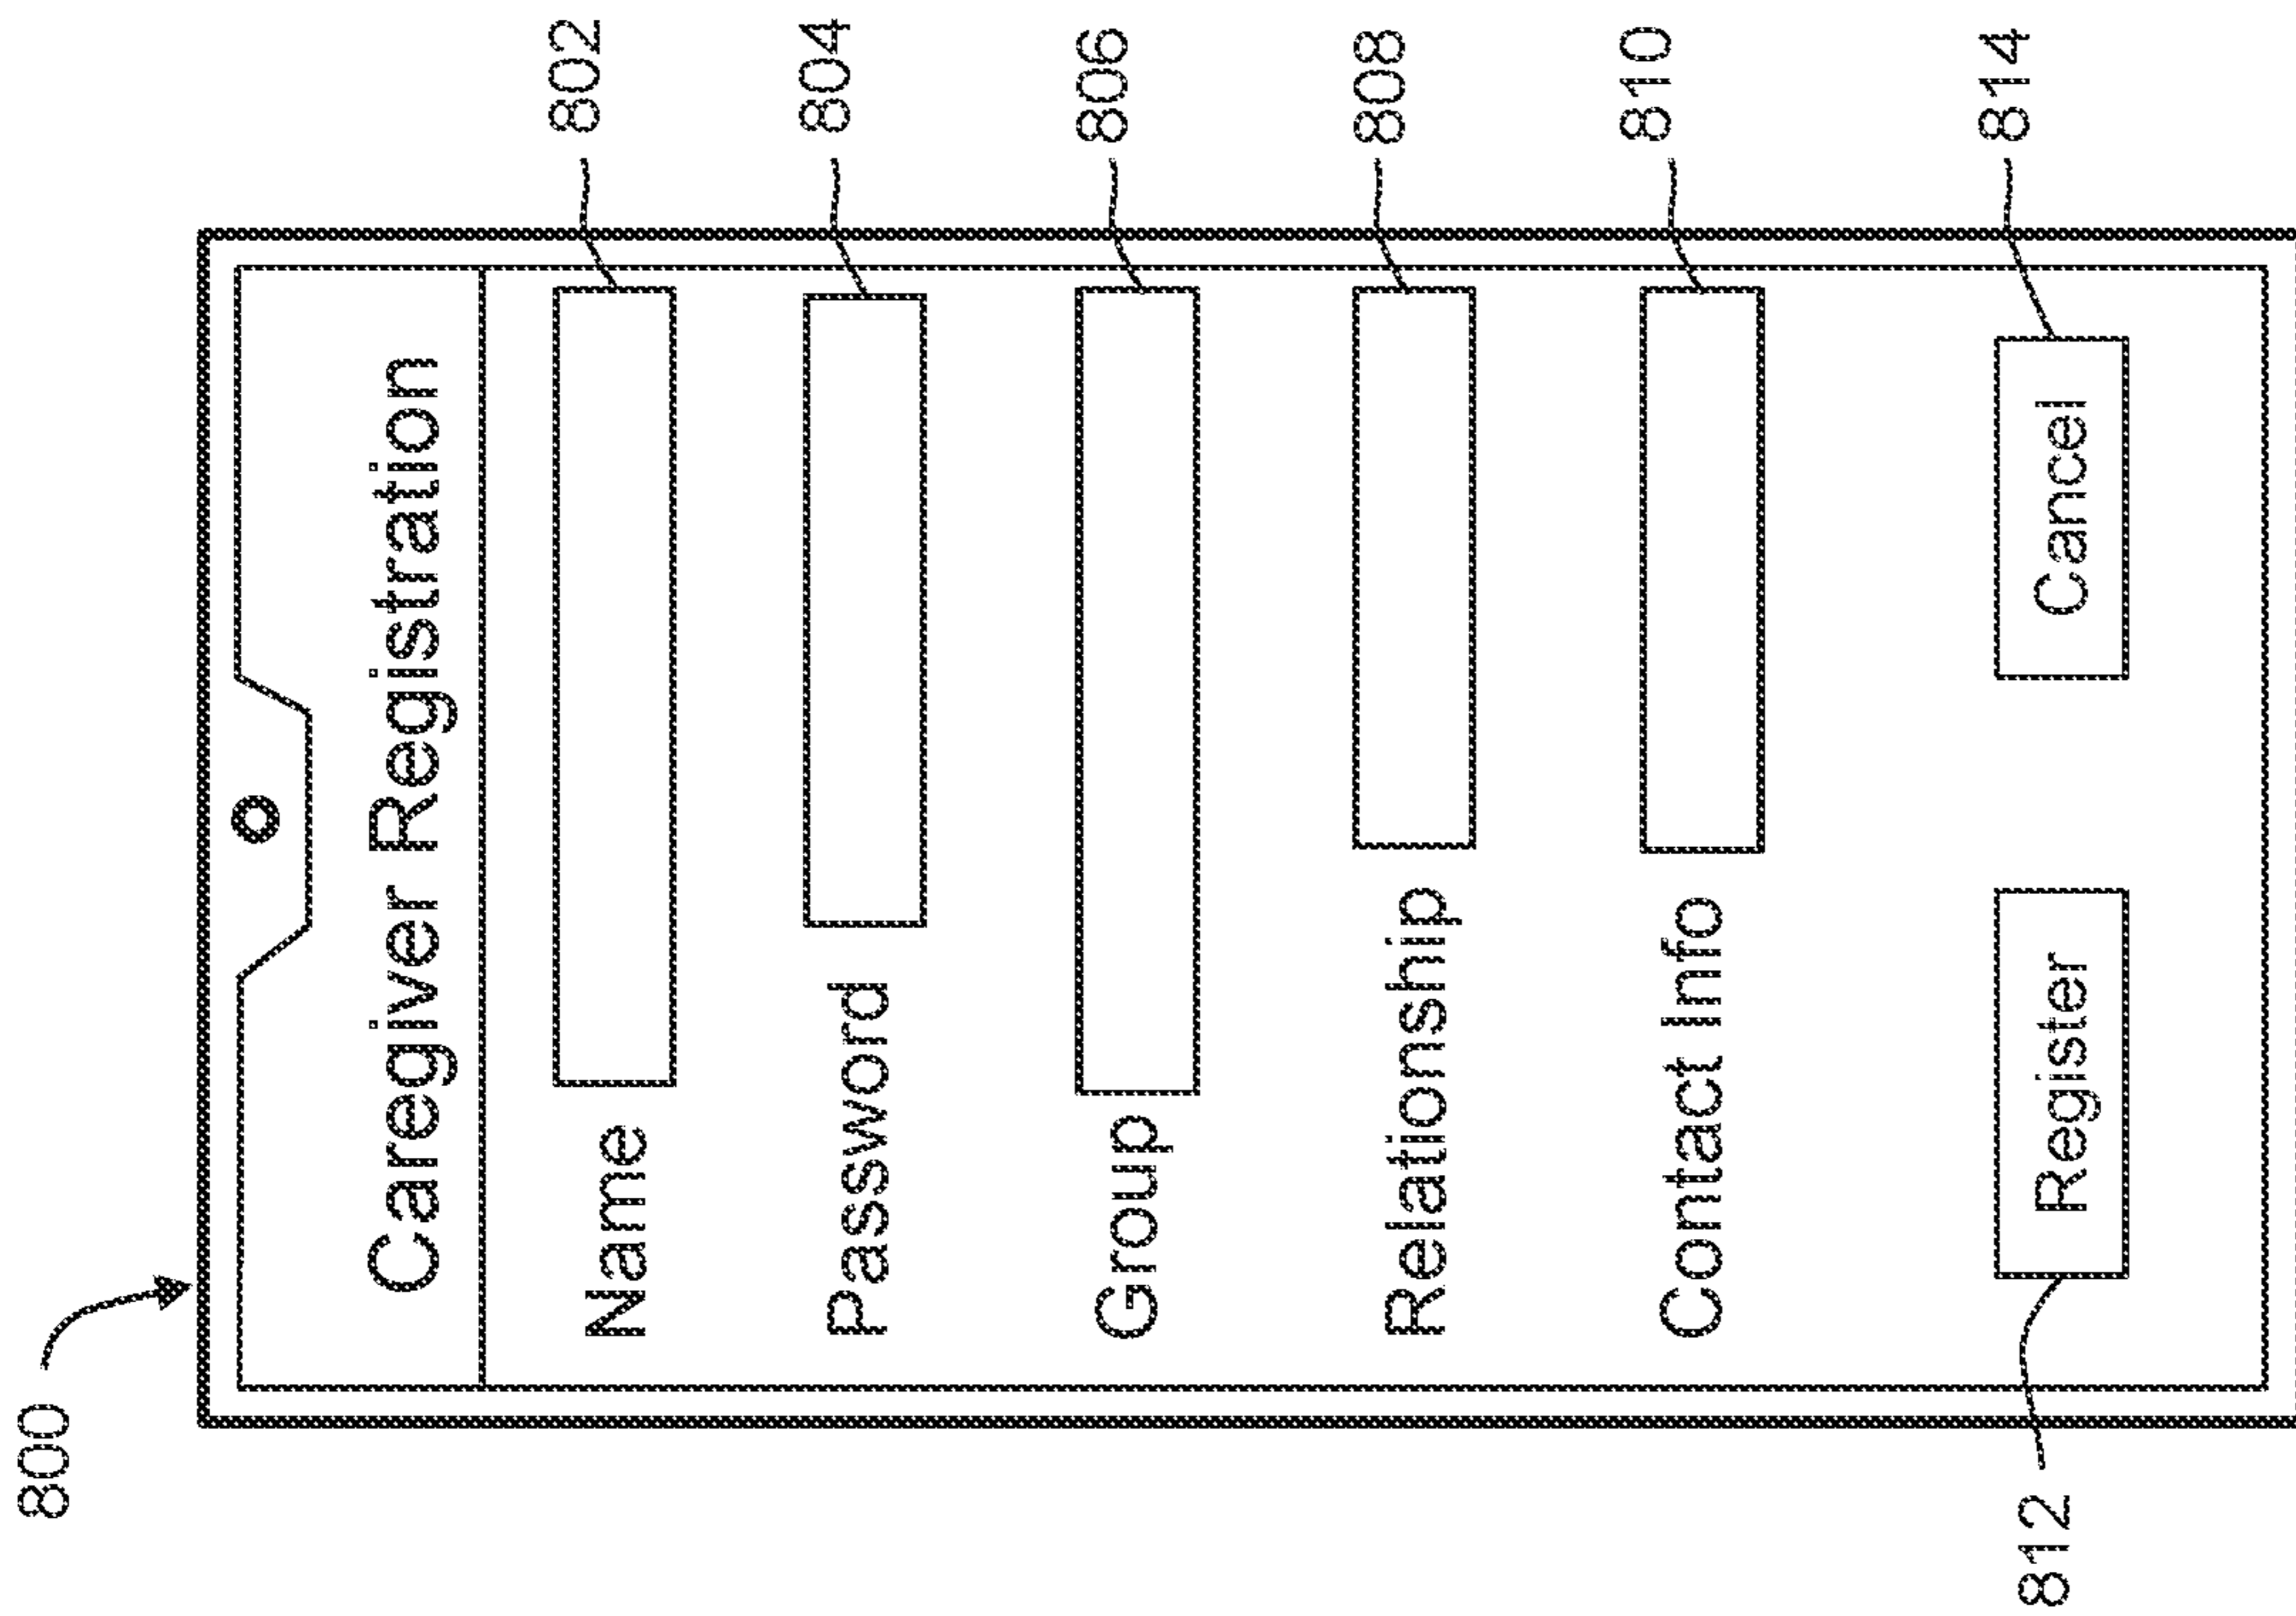 800
Caregiver Registration
Name 802
Password 804
Group 806
Relationship 808
Contact Info 810
812 Register Cancel 814